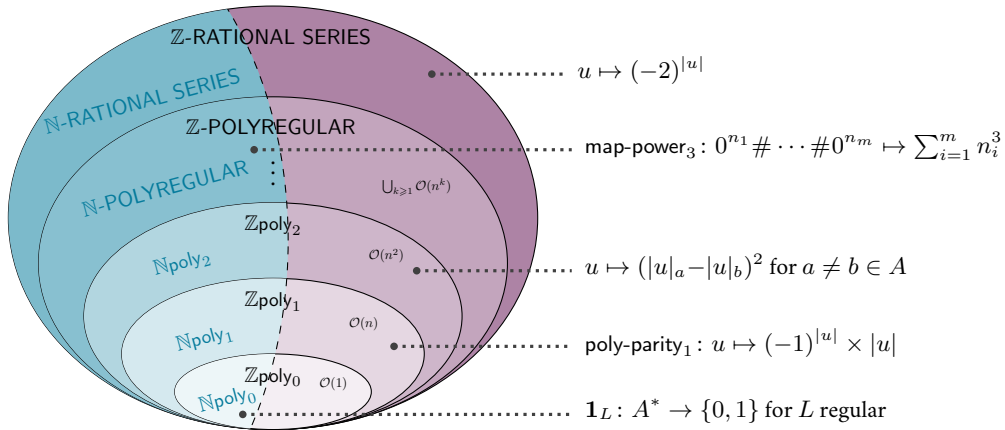 ℤ-RATIONAL SERIES
u ↦ (-2)^{|u|}
ℕ-RATIONAL SERIES
ℤ-POLYREGULAR
map-power₃ : 0^{n₁}# ⋯ #0^{n_m} ↦ ∑_{i=1}^{m} n_i^3
⋃_{k⩾1} 𝒪(n^k)
ℕ-POLYREGULAR
ℤpoly₂
𝒪(n²)
ℕpoly₂
u ↦ (|u|_a−|u|_b)² for a ≠ b ∈ A
ℤpoly₁
𝒪(n)
ℕpoly₁
poly-parity₁ : u ↦ (−1)^{|u|} × |u|
ℤpoly₀
𝒪(1)
ℕpoly₀
𝟏_L : A* → {0, 1} for L regular